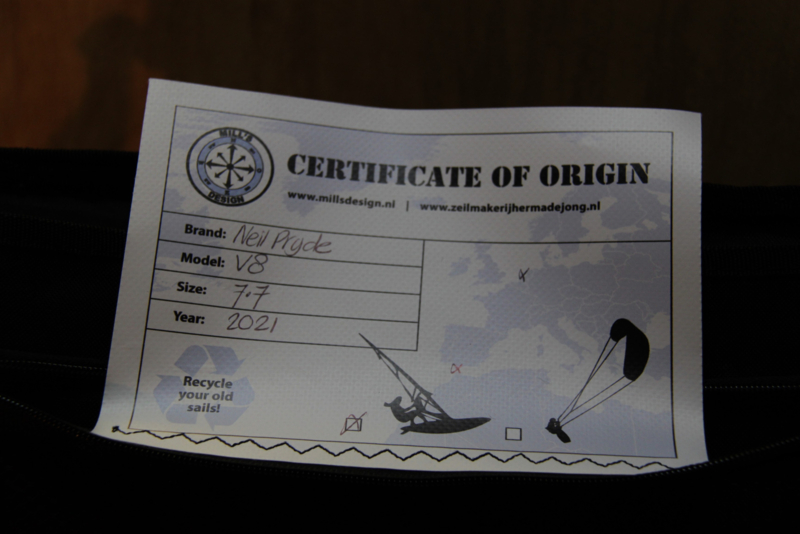 MILL'S
DESIGN
CERTIFICATE OF ORIGIN
www.millsdesign.nl | www.zeilmakerijhermadejong.nl
Brand: Neil Pryde
Model: V8
Size: 7.7
Year: 2021
Recycle
your old
sails!